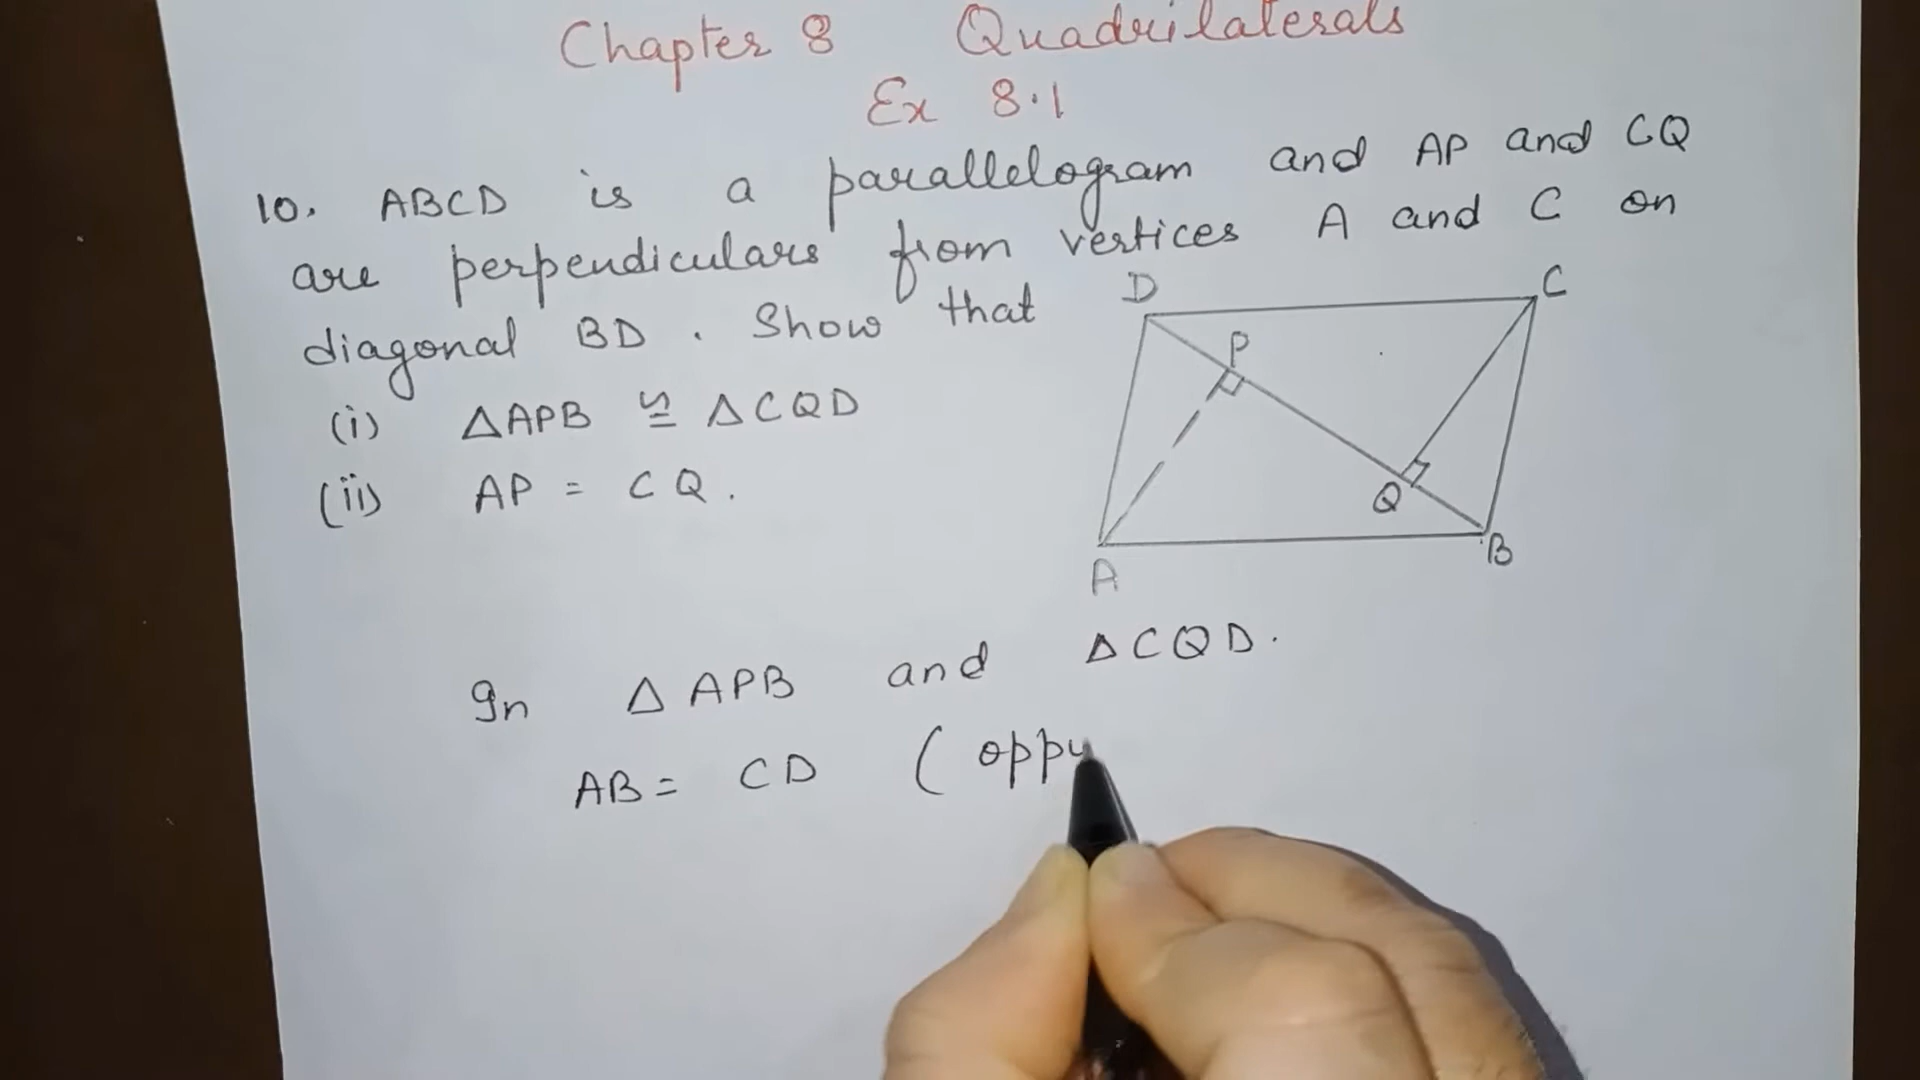 Chapter 8 Quadrilaterals
Ex 8.1
10. ABCD is a parallelogram and AP and CQ
are perpendiculars from vertices A and C on
diagonal BD. Show that
(i) ΔAPB ≅ ΔCQD
(ii) AP = CQ.
D
C
P
Q
B
A
In ΔAPB and ΔCQD.
AB = CD (opp